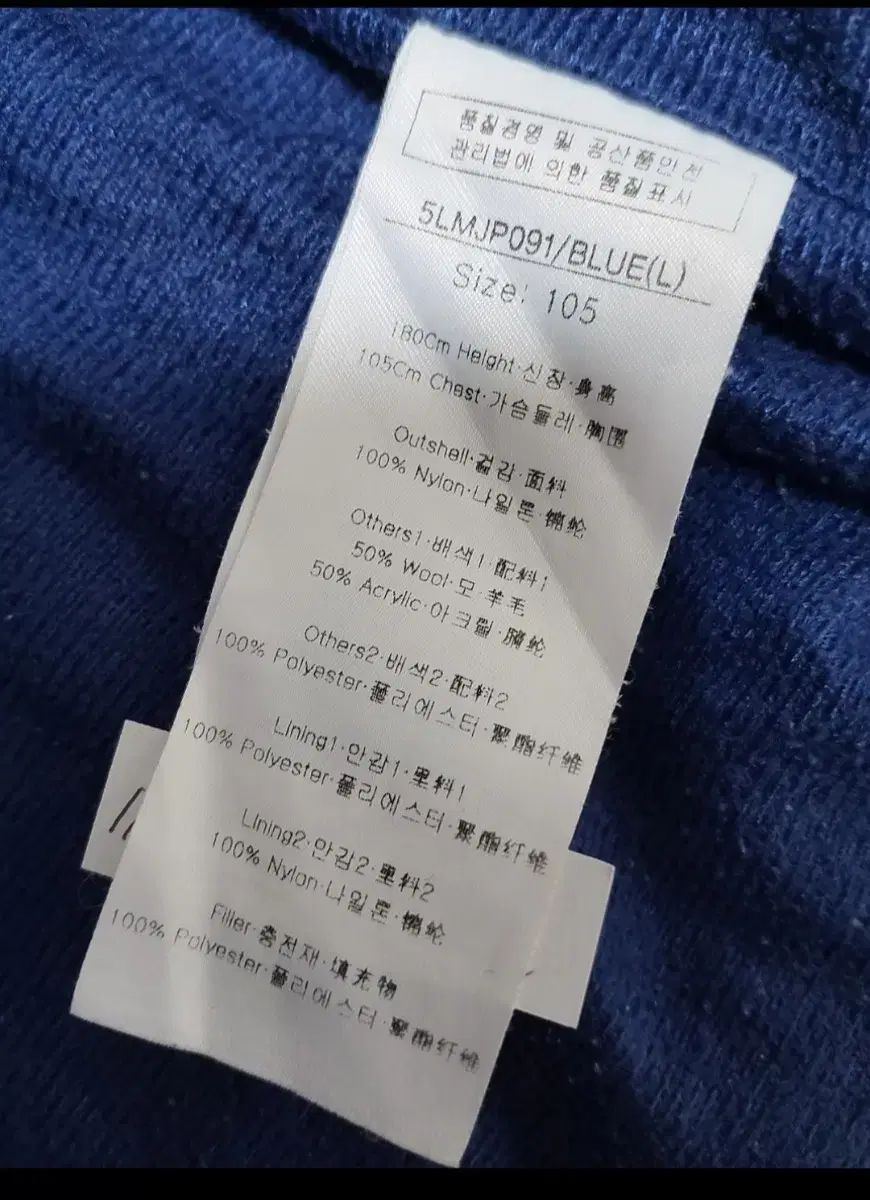 품질경영 및 공산품안전
관리법에 의한 품질표시
5LMJP091/BLUE(L)
Size: 105
180Cm Height·신장·身高
105Cm Chest·가슴둘레·胸围
Outshell·겉감·面料
100% Nylon·나일론·锦纶
Others1·배색1·配料1
50% Wool·모·羊毛
50% Acrylic·아크릴·腈纶
Others2·배색2·配料2
100% Polyester·폴리에스터·聚酯纤维
Lining1·안감1·里料1
100% Polyester·폴리에스터·聚酯纤维
Lining2·안감2·里料2
100% Nylon·나일론·锦纶
Filler·충전재·填充物
100% Polyester·폴리에스터·聚酯纤维